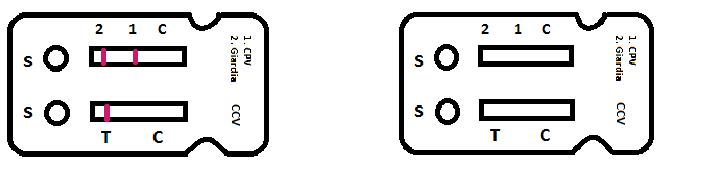 2 1 C
S
1. CPV
2. Giardia
S
CCV
T C
2 1 C
S
1. CPV
2. Giardia
S
CCV
T C